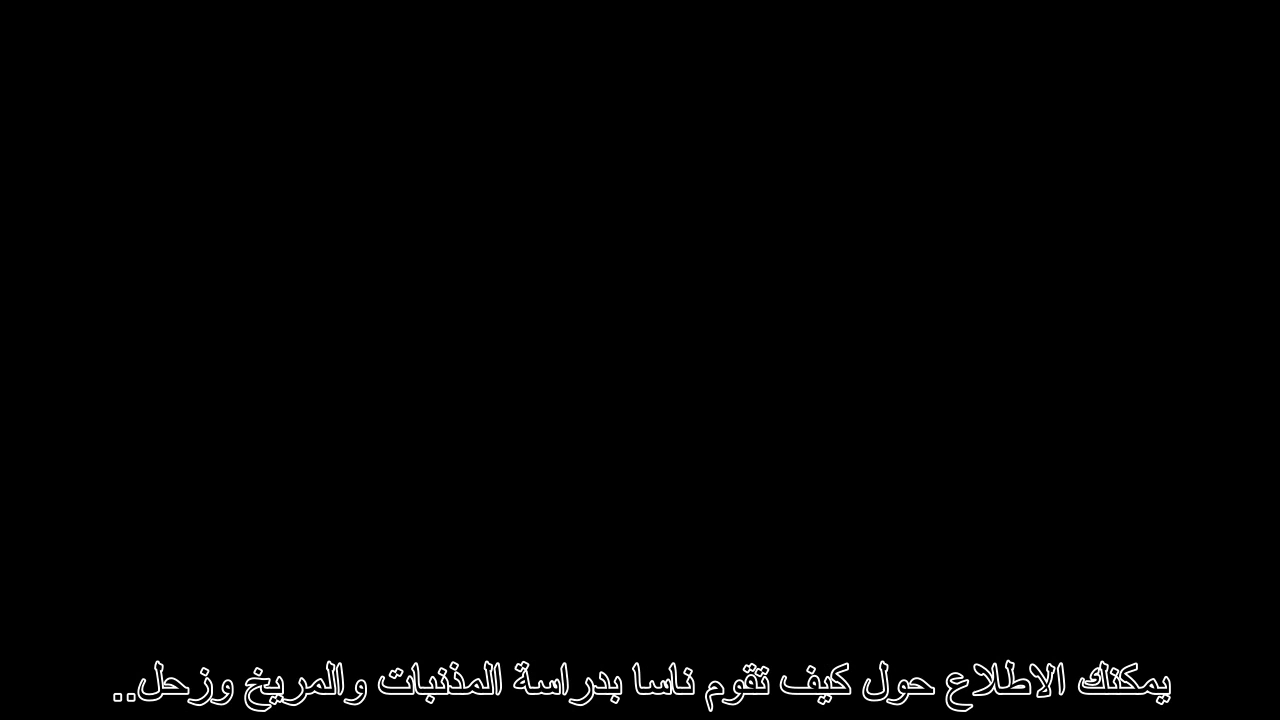 يمكنك الاطلاع حول كيف تقوم ناسا بدراسة المذنبات والمريخ وزحل..